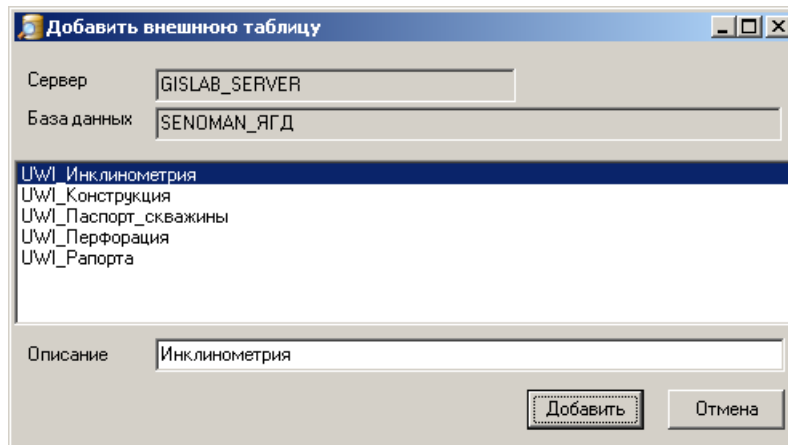 Добавить внешнюю таблицу
Сервер GISLAB_SERVER
База данных SENOMAN_ЯГД
UWI_Инклинометрия
UWI_Конструкция
UWI_Паспорт_скважины
UWI_Перфорация
UWI_Рапорта
Описание Инклинометрия
Добавить Отмена